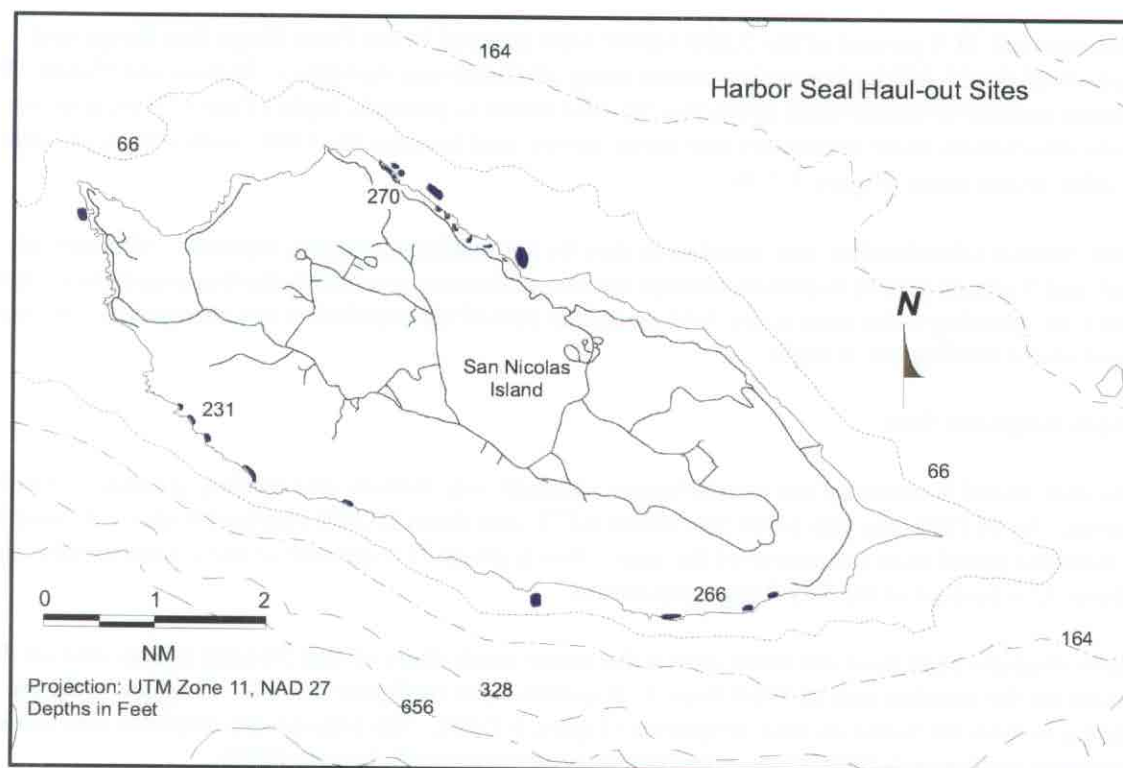 164
Harbor Seal Haul-out Sites
66
270
N
San Nicolas
Island
231
66
266
0 1 2
NM
164
Projection: UTM Zone 11, NAD 27
Depths in Feet
328
656